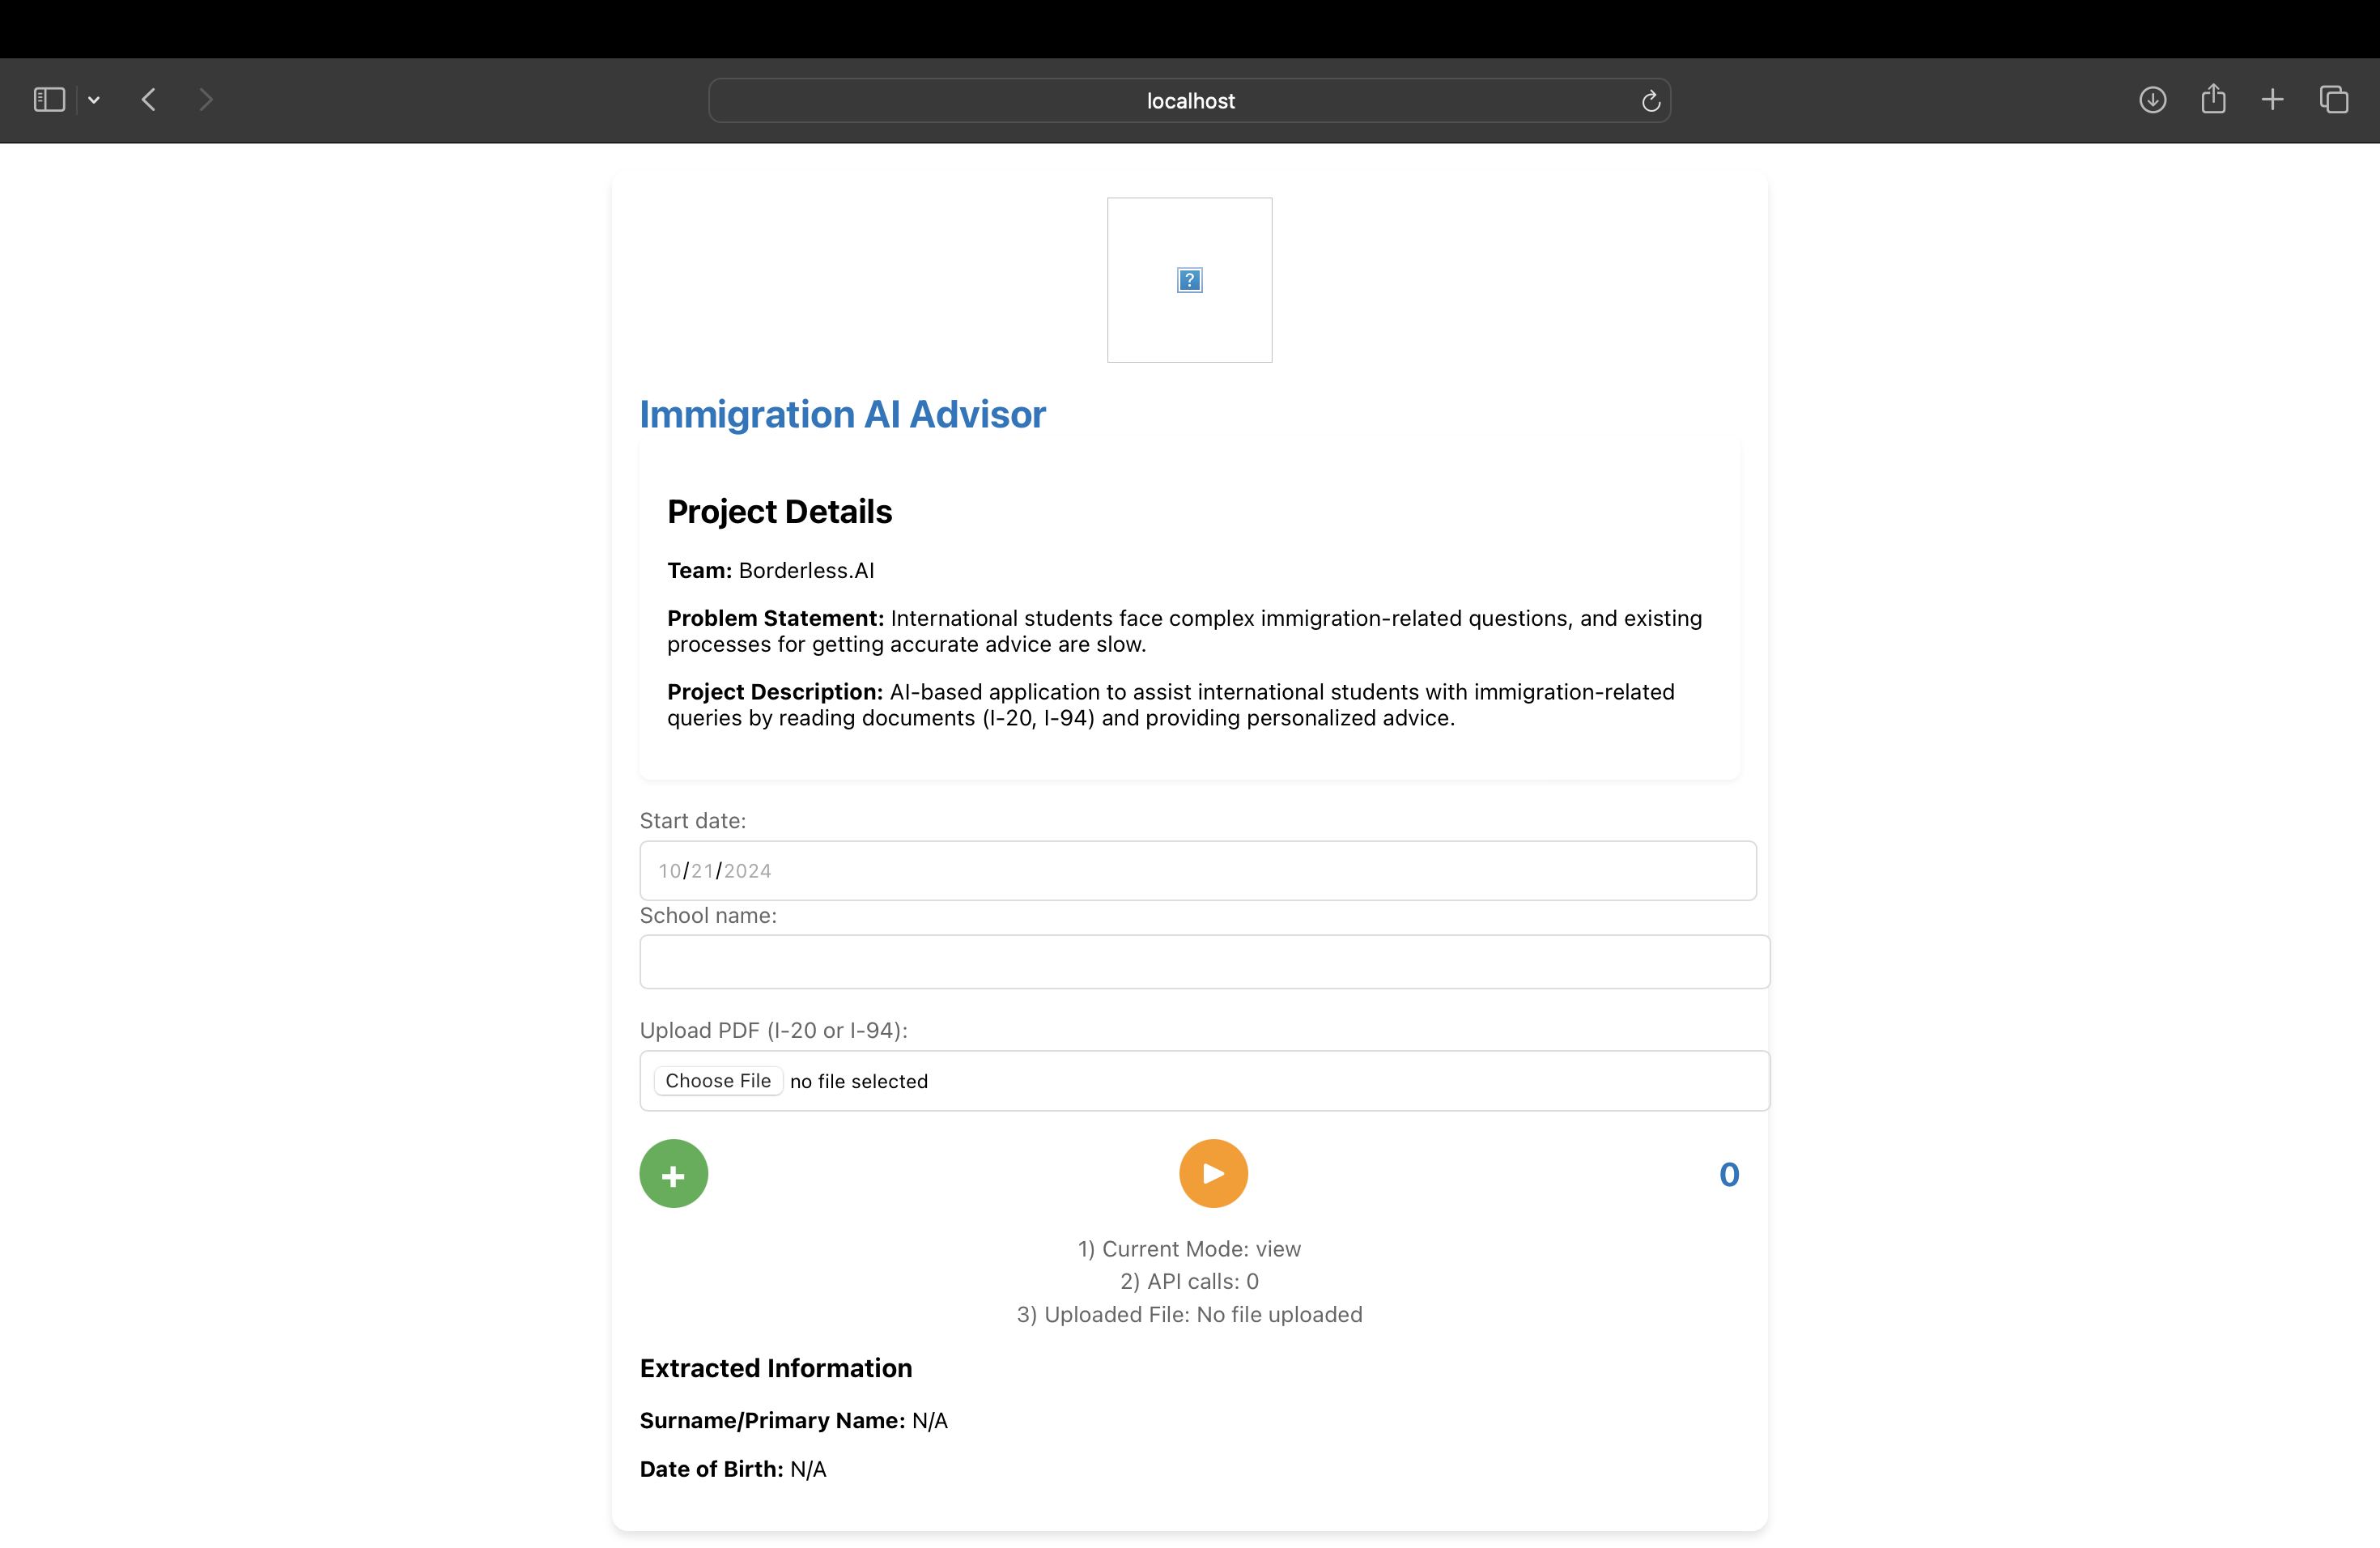 localhost
?
Immigration AI Advisor
Project Details
Team: Borderless.AI
Problem Statement: International students face complex immigration-related questions, and existing
processes for getting accurate advice are slow.
Project Description: AI-based application to assist international students with immigration-related
queries by reading documents (I-20, I-94) and providing personalized advice.
Start date:
10/21/2024
School name:
Upload PDF (I-20 or I-94):
Choose File no file selected
+ 0
1) Current Mode: view
2) API calls: 0
3) Uploaded File: No file uploaded
Extracted Information
Surname/Primary Name: N/A
Date of Birth: N/A